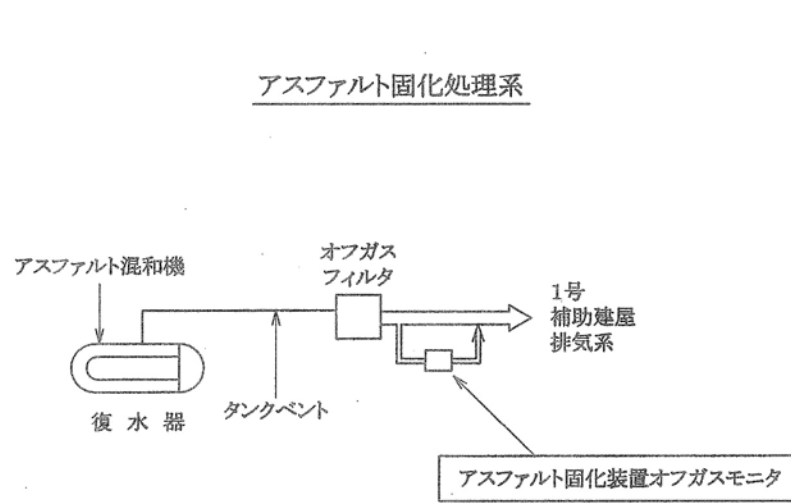 アスファルト固化処理系
アスファルト混和機
オフガス
フィルタ
1号
補助建屋
排気系
復水器
タンクベント
アスファルト固化装置オフガスモニタ